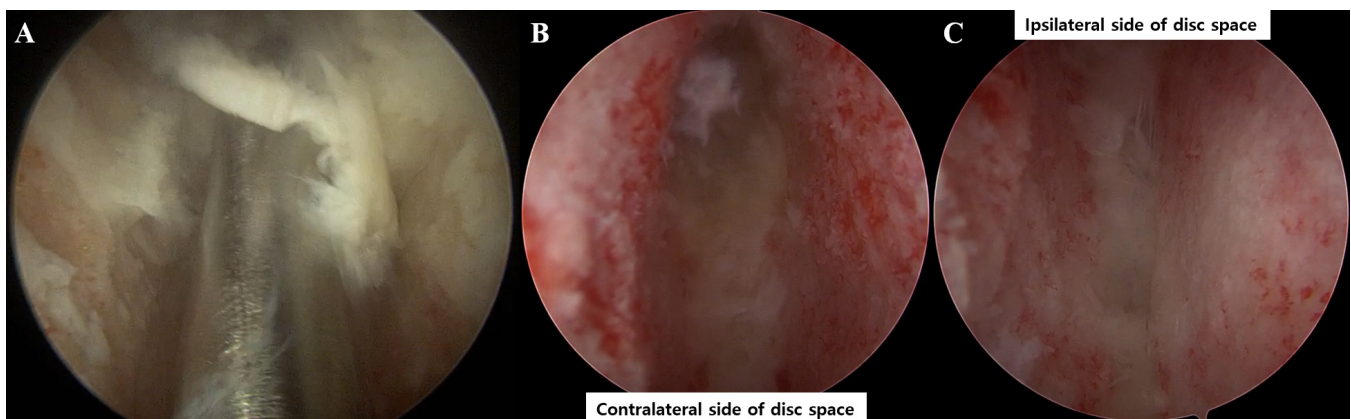 A
B
C
Ipsilateral side of disc space
Contralateral side of disc space